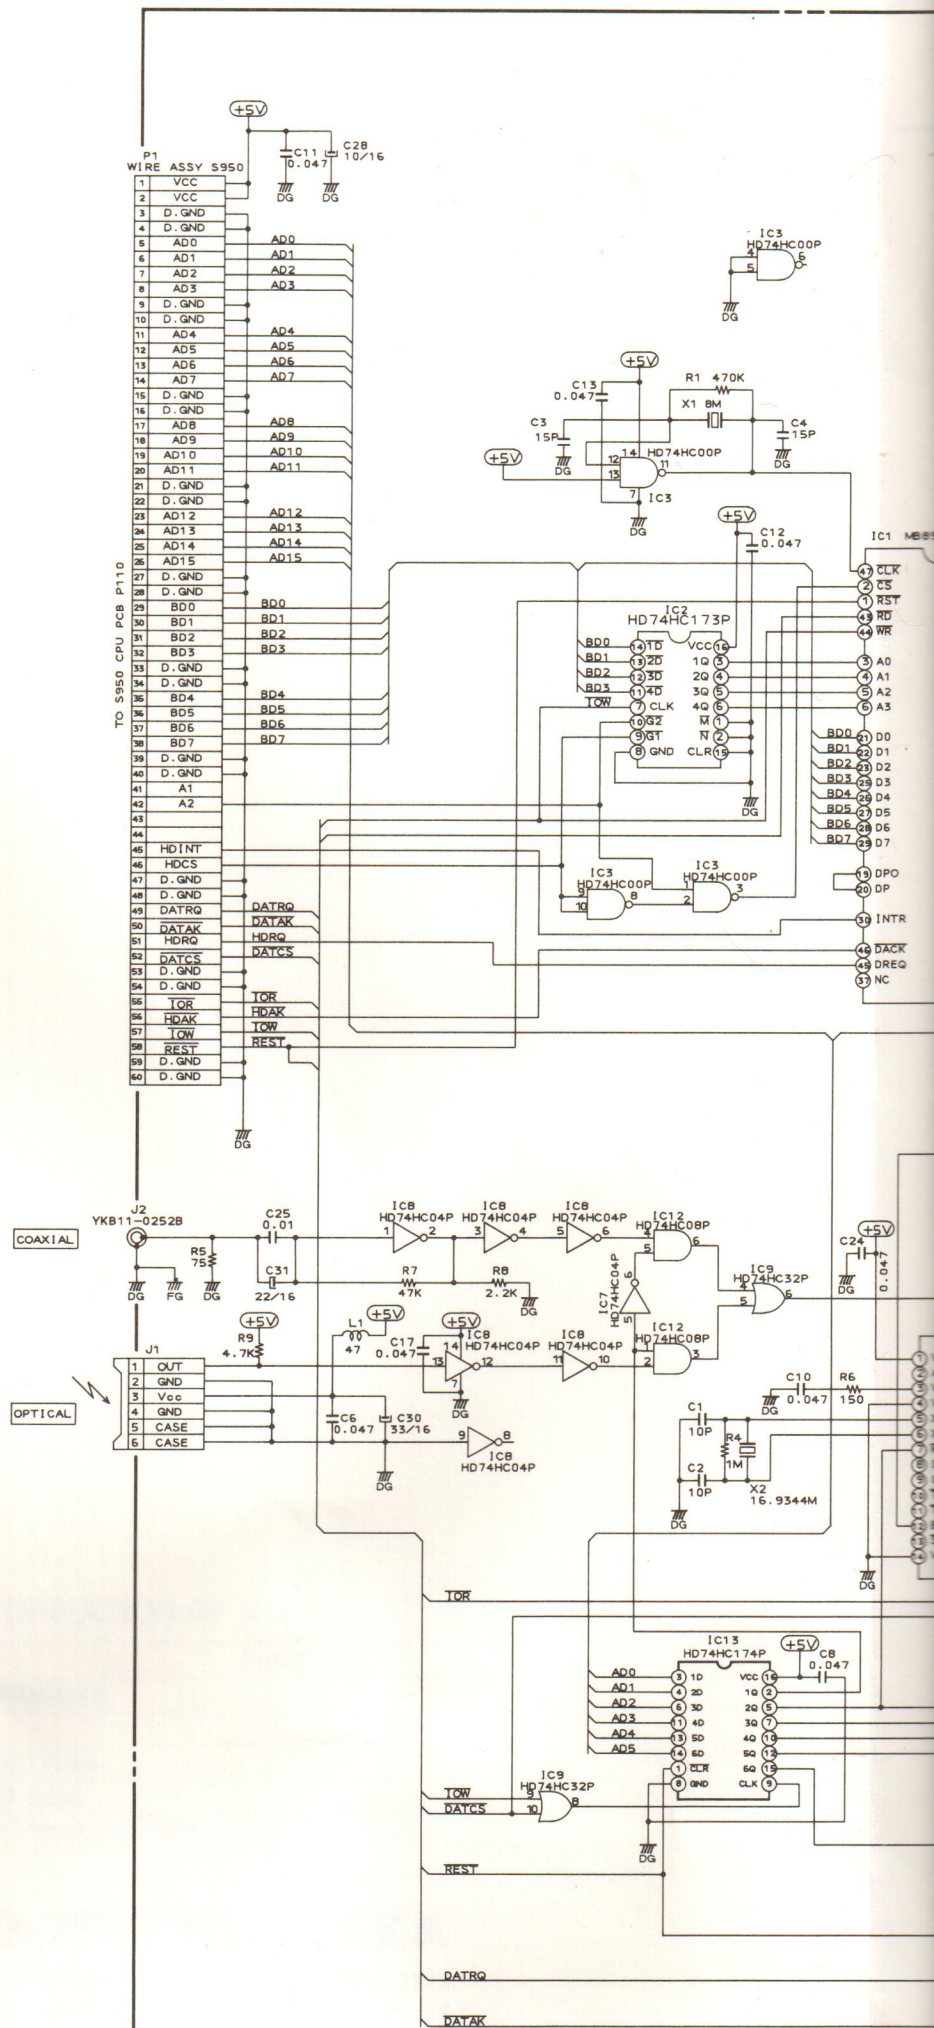 +5V
C11
0.047
C28
10/16
DG
DG
P1
WIRE ASSY S950
1 VCC
2 VCC
3 D.GND
4 D.GND
5 AD0 AD0
6 AD1 AD1
7 AD2 AD2
8 AD3 AD3
9 D.GND
10 D.GND
11 AD4 AD4
12 AD5 AD5
13 AD6 AD6
14 AD7 AD7
15 D.GND
16 D.GND
17 AD8 AD8
18 AD9 AD9
19 AD10 AD10
20 AD11 AD11
21 D.GND
22 D.GND
23 AD12 AD12
24 AD13 AD13
25 AD14 AD14
26 AD15 AD15
27 D.GND
28 D.GND
29 BD0 BD0
30 BD1 BD1
31 BD2 BD2
32 BD3 BD3
33 D.GND
34 D.GND
35 BD4 BD4
36 BD5 BD5
37 BD6 BD6
38 BD7 BD7
39 D.GND
40 D.GND
41 A1
42 A2
43
44
45 HDINT
46 HDCS
47 D.GND
48 D.GND
49 DATRQ DATRQ
50 DATAK DATAK
51 HDRQ HDRQ
52 DATCS DATCS
53 D.GND
54 D.GND
55 IOR IOR
56 HDAK HDAK
57 IOW IOW
58 REST REST
59 D.GND
60 D.GND
DG
TO S950 CPU PCB P110
IC3
HD74HC00P
4
5
6
DG
+5V
C13
0.047
R1 470K
X1 8M
C3
15P
DG
C4
15P
DG
+5V
12
13
14
11
7
HD74HC00P
IC3
DG
+5V
C12
0.047
IC2
HD74HC173P
BD0 14 1D VCC 16
BD1 13 2D 1Q 3
BD2 12 3D 2Q 4
BD3 11 4D 3Q 5
IOW 7 CLK 4Q 6
10 G2 M 1
9 G1 N 2
8 GND CLR 15
DG
IC1
47 CLK
2 CS
1 RST
43 RD
44 WR
3 A0
4 A1
5 A2
6 A3
BD0 21 D0
BD1 22 D1
BD2 23 D2
BD3 25 D3
BD4 26 D4
BD5 27 D5
BD6 28 D6
BD7 29 D7
19 DPO
20 DP
30 INTR
46 DACK
45 DREQ
37 NC
IC3
HD74HC00P
9
10
8
IC3
HD74HC00P
1
2
3
J2
YKB11-0252B
COAXIAL
DG
FG
R5
75
DG
C25
0.01
C31
22/16
IC8
HD74HC04P
1 2
IC8
HD74HC04P
3 4
IC8
HD74HC04P
5 6
R7
47K
R8
2.2K
DG
IC12
HD74HC08P
4
5
6
IC7
HD74HC04P
6
5
IC9
HD74HC32P
4
5
6
C24
0.047
+5V
DG
J1
OPTICAL
1 OUT
2 GND
3 Vcc
4 GND
5 CASE
6 CASE
+5V
R9
4.7K
L1
47
+5V
C17
0.047
+5V
IC8
HD74HC04P
14
13 12
7
DG
IC8
HD74HC04P
11 10
IC12
HD74HC08P
1
2
3
C6
0.047
C30
33/16
DG
9 8
IC8
HD74HC04P
C10
0.047
R6
150
DG
C1
10P
C2
10P
R4
1M
X2
16.9344M
DG
1
2
3
4
5
6
7
12
13
14
DG
IOR
IC13
HD74HC174P
+5V
C8
0.047
AD0 3 1D VCC 16
AD1 4 2D 1Q 2
AD2 6 3D 2Q 5
AD3 11 4D 3Q 7
AD4 13 5D 4Q 10
AD5 14 6D 5Q 12
1 CLR 6Q 15
8 GND CLK 9
DG
IOW
DATCS
IC9
HD74HC32P
9
10
8
REST
DATRQ
DATAK